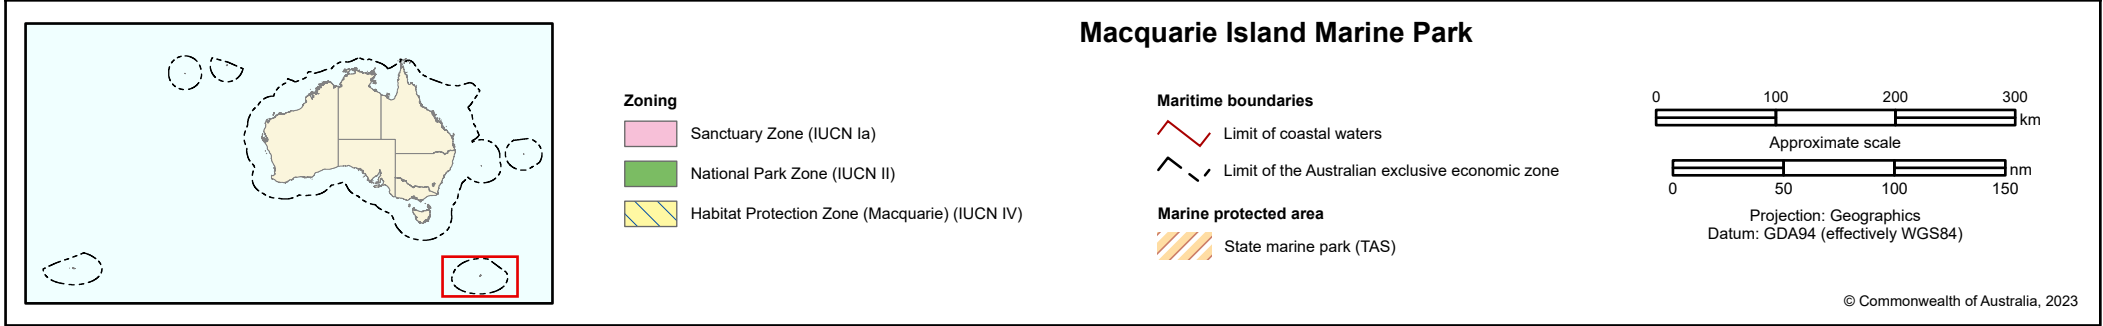 Macquarie Island Marine Park
Zoning
Sanctuary Zone (IUCN Ia)
National Park Zone (IUCN II)
Habitat Protection Zone (Macquarie) (IUCN IV)
Maritime boundaries
Limit of coastal waters
Limit of the Australian exclusive economic zone
Marine protected area
State marine park (TAS)
0 100 200 300
km
Approximate scale
nm
0 50 100 150
Projection: Geographics
Datum: GDA94 (effectively WGS84)
© Commonwealth of Australia, 2023